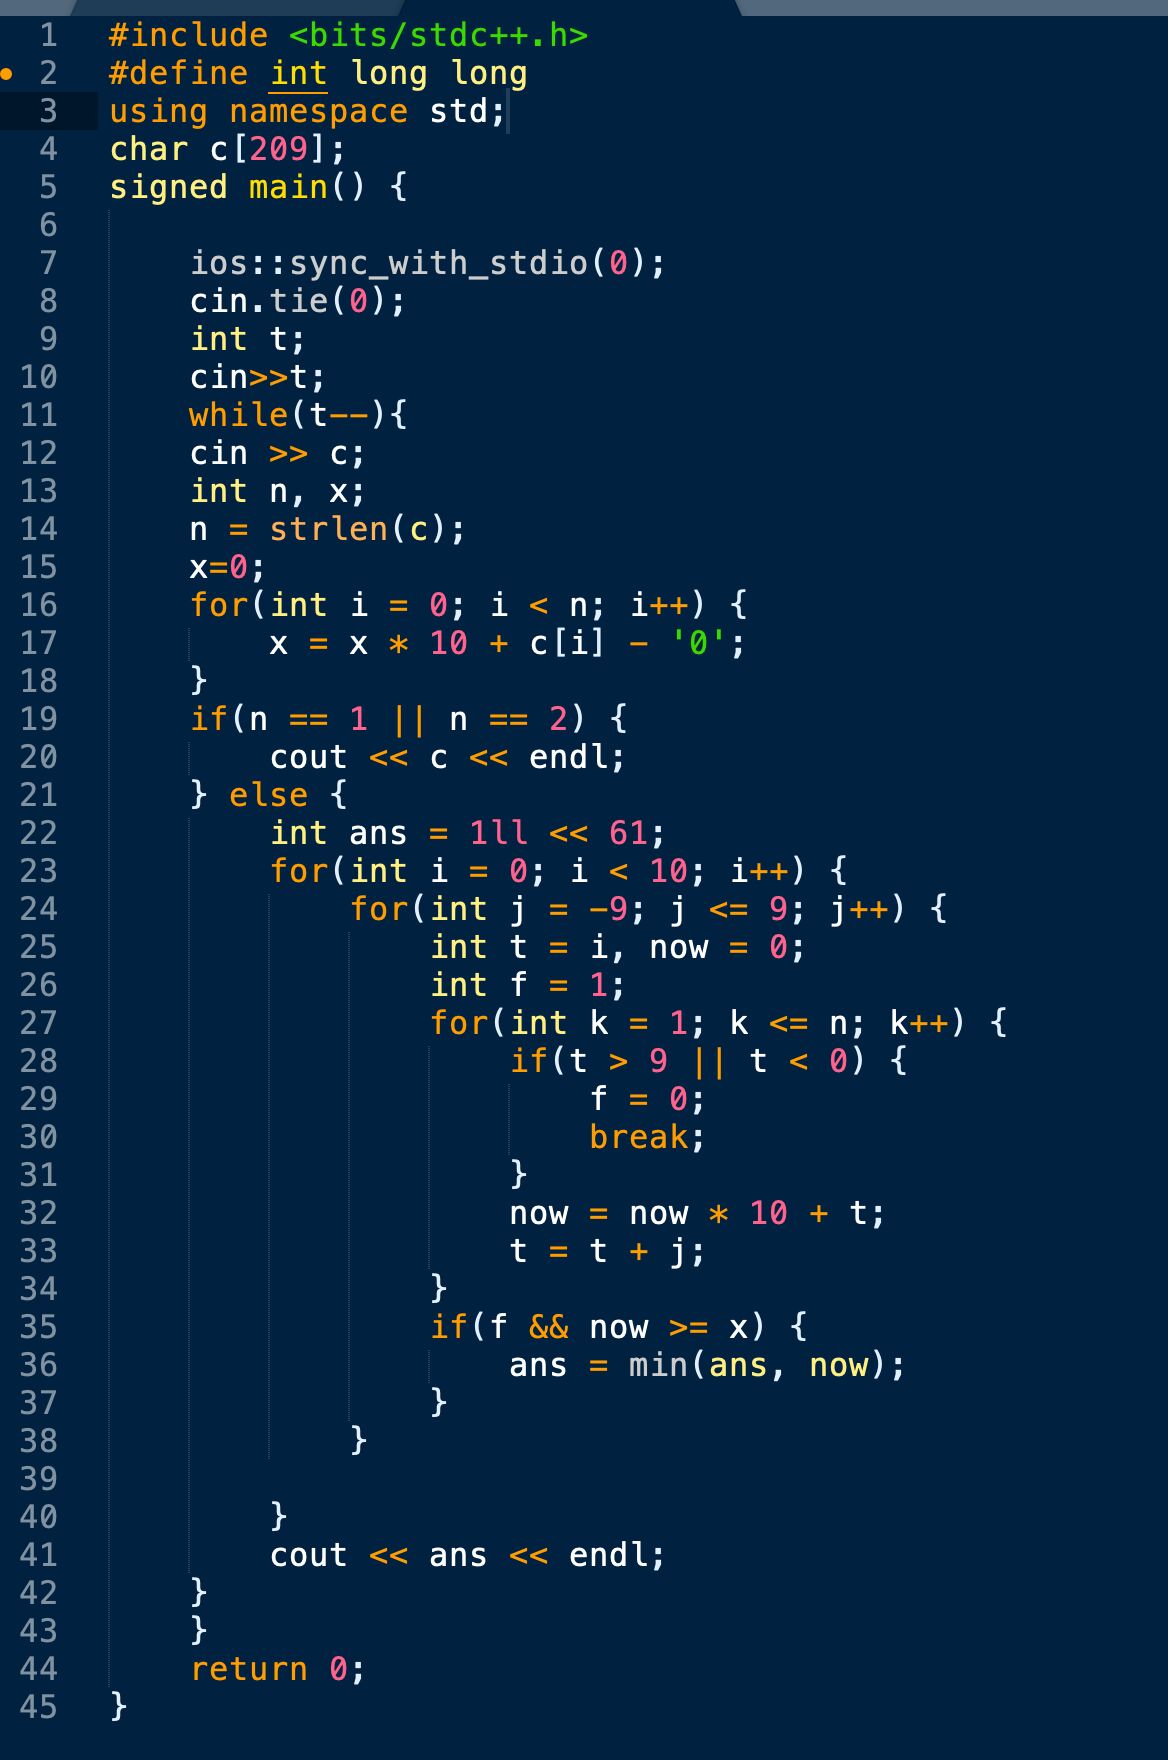 1 #include <bits/stdc++.h>
2 #define int long long
3 using namespace std;
4 char c[209];
5 signed main() {
6
7     ios::sync_with_stdio(0);
8     cin.tie(0);
9     int t;
10     cin>>t;
11     while(t--){
12     cin >> c;
13     int n, x;
14     n = strlen(c);
15     x=0;
16     for(int i = 0; i < n; i++) {
17         x = x * 10 + c[i] - '0';
18     }
19     if(n == 1 || n == 2) {
20         cout << c << endl;
21     } else {
22         int ans = 1ll << 61;
23         for(int i = 0; i < 10; i++) {
24             for(int j = -9; j <= 9; j++) {
25                 int t = i, now = 0;
26                 int f = 1;
27                 for(int k = 1; k <= n; k++) {
28                     if(t > 9 || t < 0) {
29                         f = 0;
30                         break;
31                     }
32                     now = now * 10 + t;
33                     t = t + j;
34                 }
35                 if(f && now >= x) {
36                     ans = min(ans, now);
37                 }
38             }
39
40         }
41         cout << ans << endl;
42     }
43     }
44     return 0;
45 }